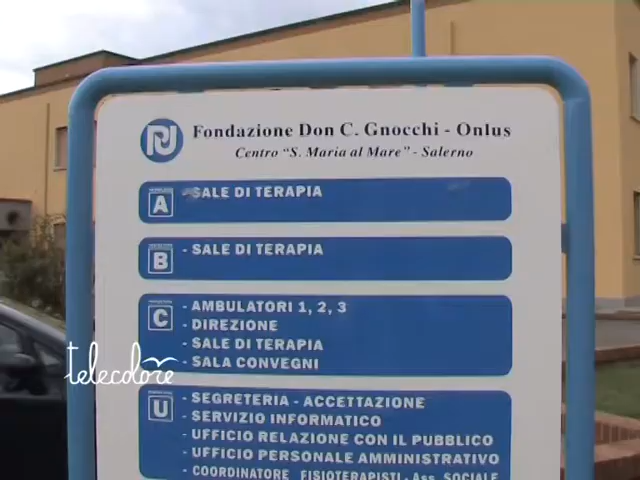 Fondazione Don C. Gnocchi - Onlus
Centro "S. Maria al Mare" - Salerno
A
- SALE DI TERAPIA
B
- SALE DI TERAPIA
C
- AMBULATORI 1, 2, 3
- DIREZIONE
- SALE DI TERAPIA
- SALA CONVEGNI
telecolore
U
- SEGRETERIA - ACCETTAZIONE
- SERVIZIO INFORMATICO
- UFFICIO RELAZIONE CON IL PUBBLICO
- UFFICIO PERSONALE AMMINISTRATIVO
- COORDINATORE FISIOTERAPISTI - Ass. SOCIALE